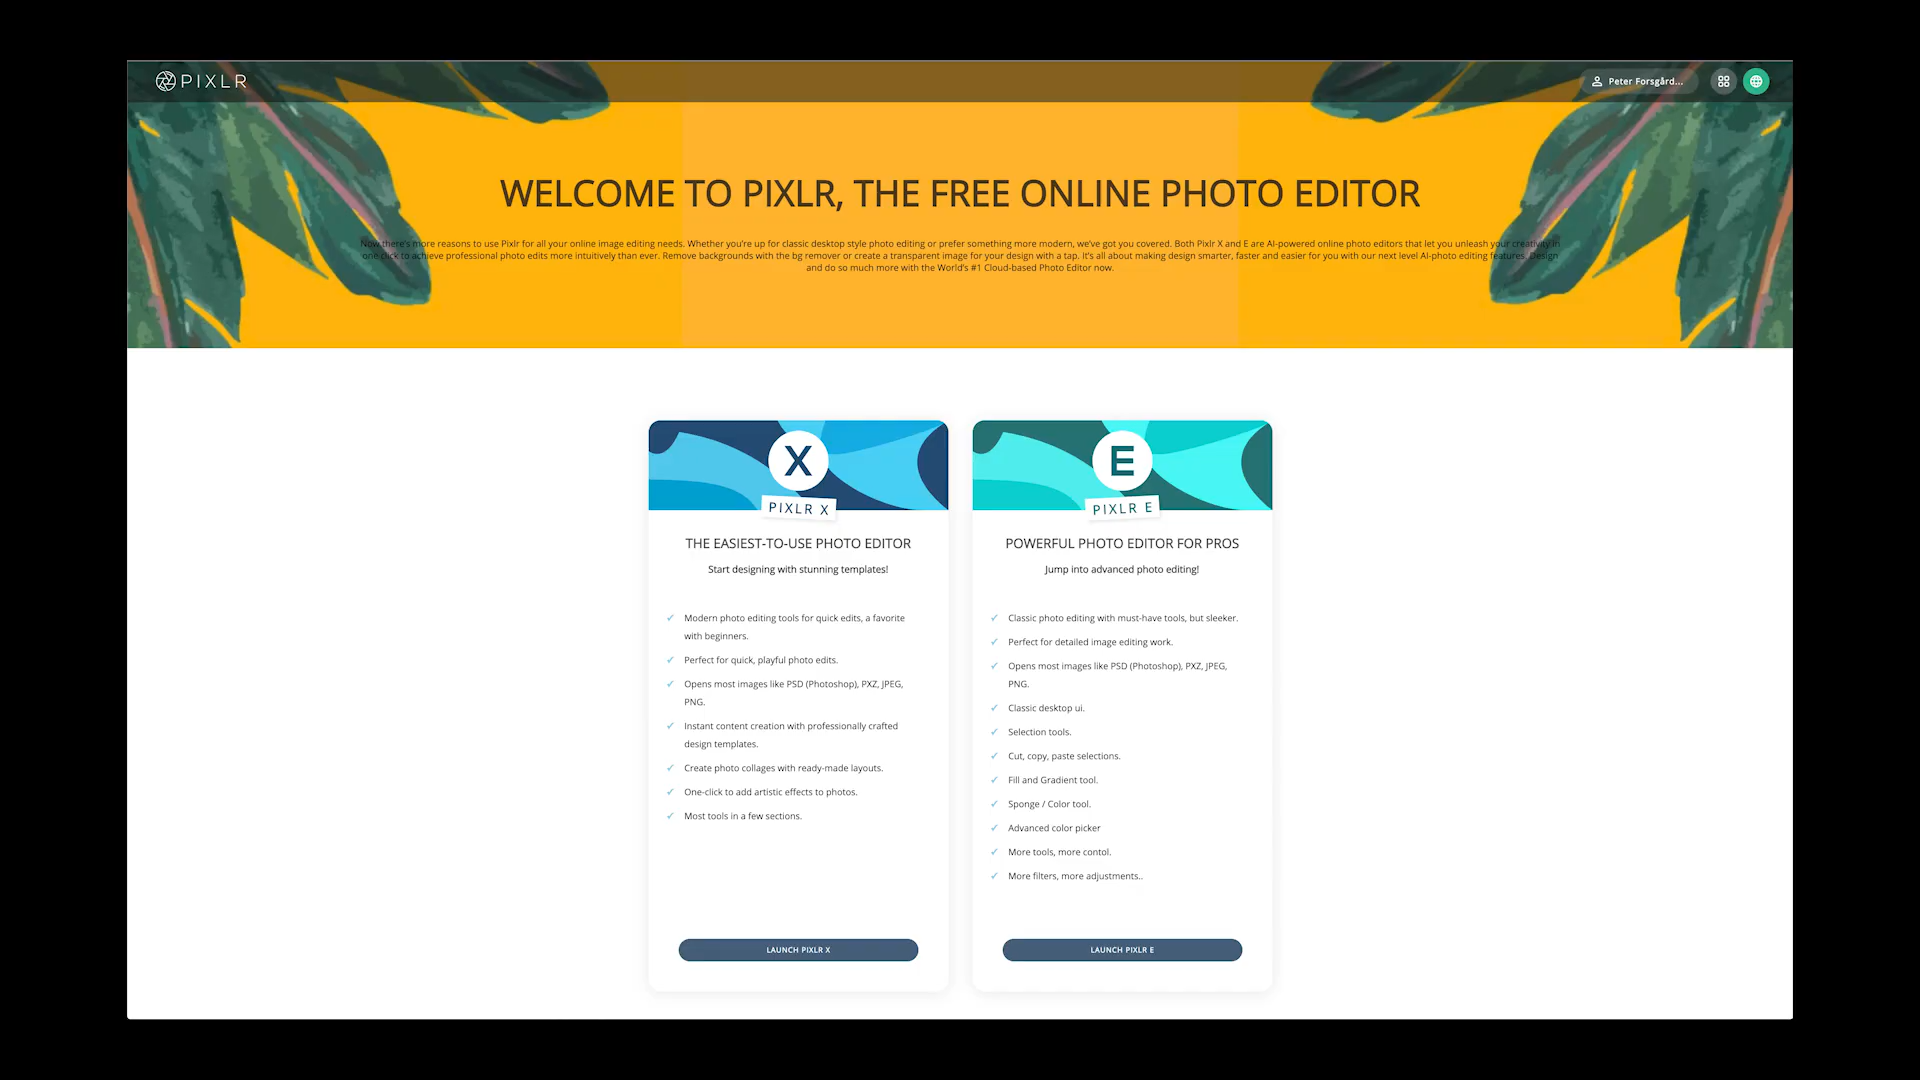 PIXLR
Peter Forsgård...
WELCOME TO PIXLR, THE FREE ONLINE PHOTO EDITOR
Now there's more reasons to use Pixlr for all your online image editing needs. Whether you're up for classic desktop style photo editing or prefer something more modern, we've got you covered. Both Pixlr X and E are AI-powered online photo editors that let you unleash your creativity in
one click to achieve professional photo edits more intuitively than ever. Remove backgrounds with the bg remover or create a transparent image for your design with a tap. It's all about making design smarter, faster and easier for you with our next level AI-photo editing features. Design
and do so much more with the World's #1 Cloud-based Photo Editor now.
X
PIXLR X
THE EASIEST-TO-USE PHOTO EDITOR
Start designing with stunning templates!
Modern photo editing tools for quick edits, a favorite
with beginners.
Perfect for quick, playful photo edits.
Opens most images like PSD (Photoshop), PXZ, JPEG,
PNG.
Instant content creation with professionally crafted
design templates.
Create photo collages with ready-made layouts.
One-click to add artistic effects to photos.
Most tools in a few sections.
LAUNCH PIXLR X
E
PIXLR E
POWERFUL PHOTO EDITOR FOR PROS
Jump into advanced photo editing!
Classic photo editing with must-have tools, but sleeker.
Perfect for detailed image editing work.
Opens most images like PSD (Photoshop), PXZ, JPEG,
PNG.
Classic desktop ui.
Selection tools.
Cut, copy, paste selections.
Fill and Gradient tool.
Sponge / Color tool.
Advanced color picker
More tools, more contol.
More filters, more adjustments..
LAUNCH PIXLR E